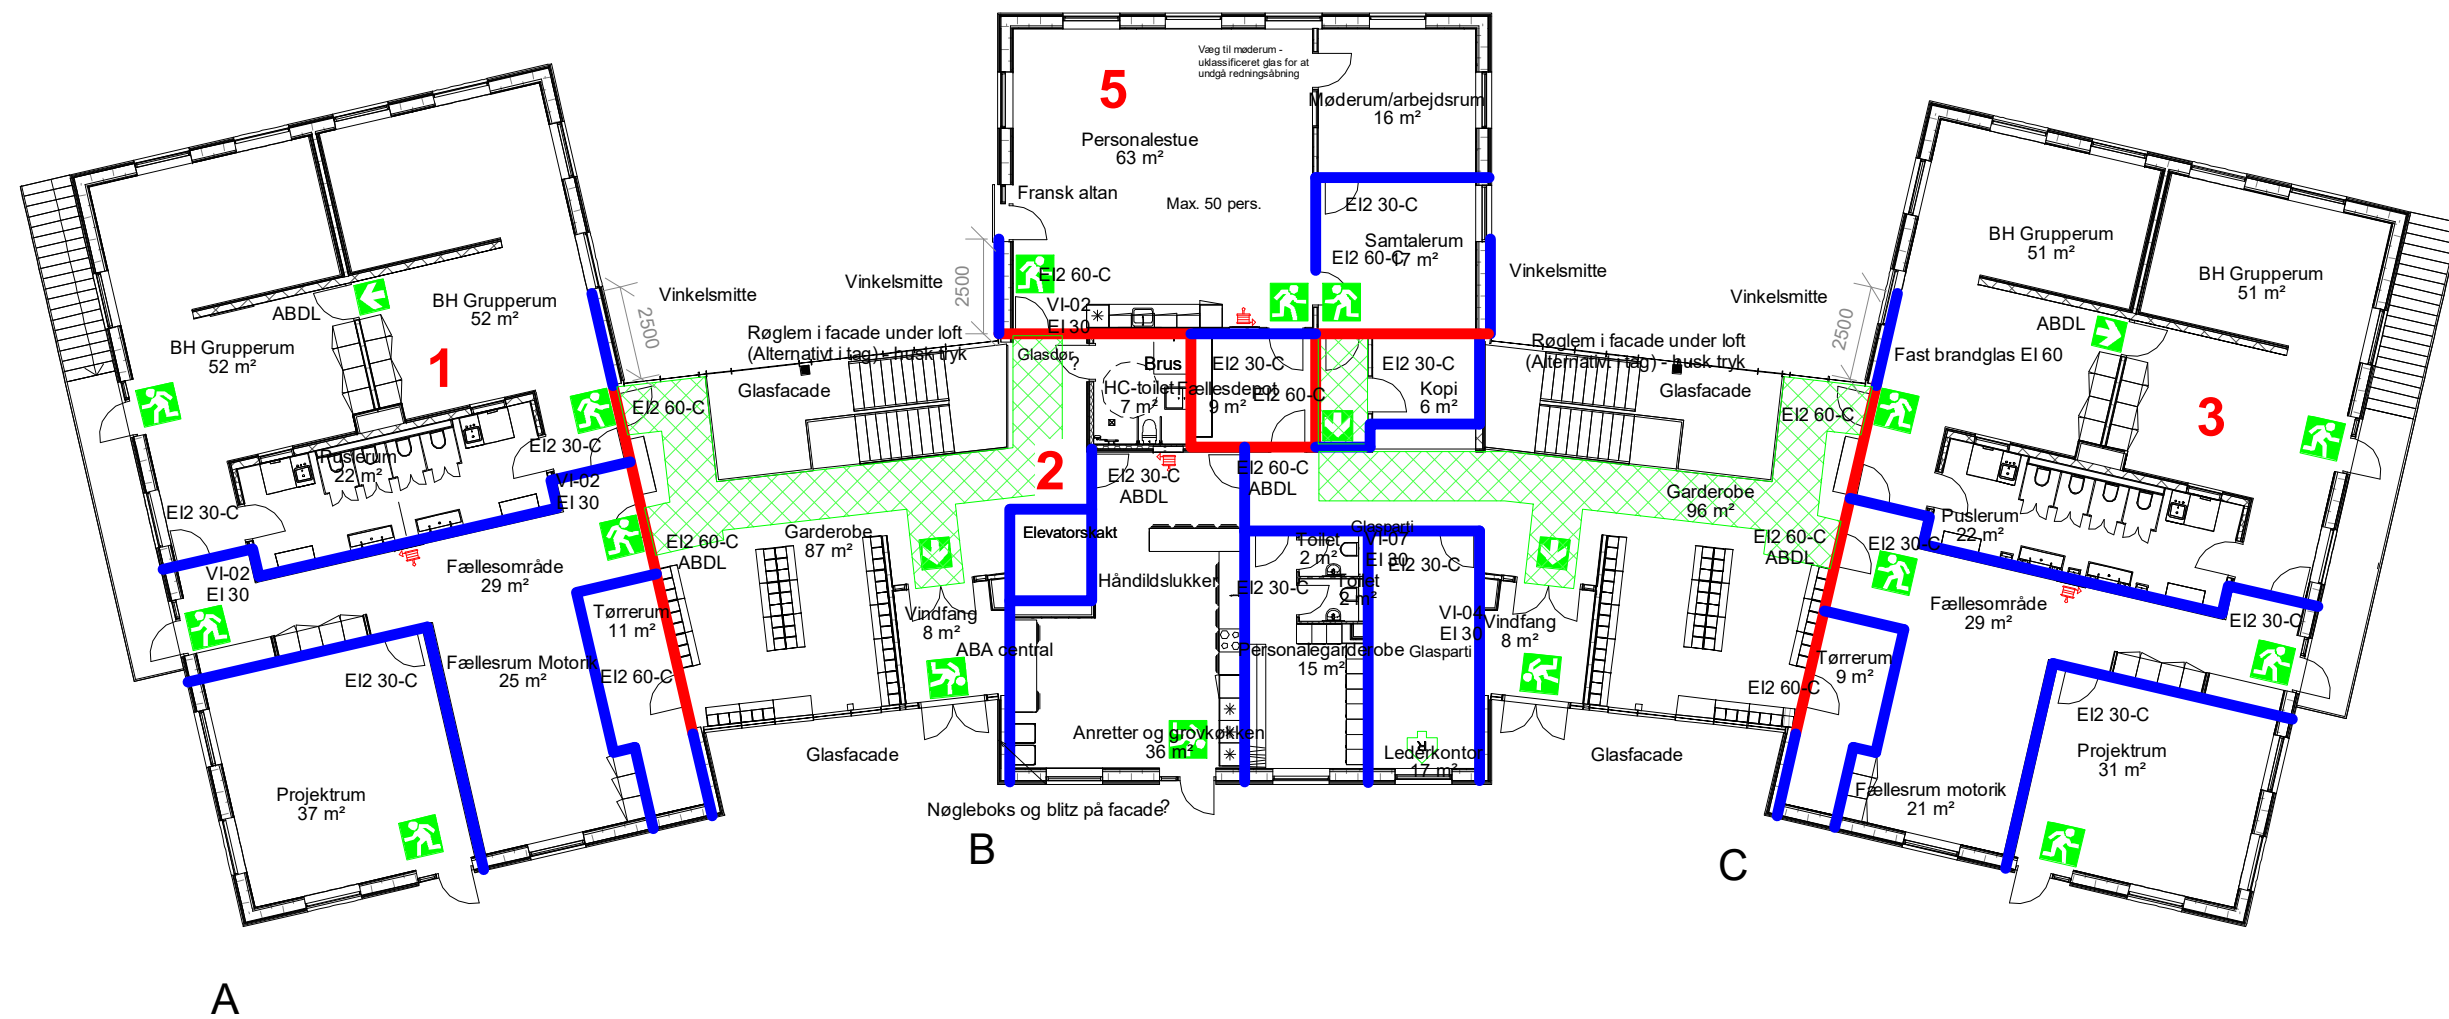 Væg til møderum -
uklassificeret glas for at
undgå redningsåbning
5
Møderum/arbejdsrum
16 m²
Personalestue
63 m²
Fransk altan
Max. 50 pers.
EI2 30-C
Samtalerum
17 m²
EI2 60-C
EI2 60-C
VI-02
EI 30
2500
Vinkelsmitte
Vinkelsmitte
Vinkelsmitte
Vinkelsmitte
2500
2500
BH Grupperum
52 m²
ABDL
BH Grupperum
52 m²
1
Røglem i facade under loft
(Alternativt i tag) - husk tryk
Glasfacade
EI2 60-C
EI2 30-C
Puslerum
22 m²
VI-02
EI 30
EI2 30-C
VI-02
EI 30
Fællesområde
29 m²
EI2 60-C
ABDL
Garderobe
87 m²
Tørrerum
11 m²
EI2 60-C
Fællesrum Motorik
25 m²
EI2 30-C
Projektrum
37 m²
Glasfacade
Vindfang
8 m²
A
Glasdør
?
Brus
HC-toilet
7 m²
Fællesdepot
9 m²
EI2 30-C
EI2 60-C
EI2 30-C
Kopi
6 m²
2
EI2 30-C
ABDL
EI2 60-C
ABDL
Elevatorskakt
Håndildslukker
ABA central
Anretter og grovkøkken
36 m²
Toilet
2 m²
Toilet
2 m²
EI2 30-C
Personalegarderobe
15 m²
Glasparti
VI-07
EI 30
EI2 30-C
VI-04
EI 30
Glasparti
Lederkontor
17 m²
Nøgleboks og blitz på facade?
B
Røglem i facade under loft
(Alternativt i tag) - husk tryk
Glasfacade
Garderobe
96 m²
Vindfang
8 m²
Glasfacade
C
BH Grupperum
51 m²
BH Grupperum
51 m²
ABDL
Fast brandglas EI 60
3
EI2 60-C
EI2 60-C
ABDL
EI2 30-C
Puslerum
22 m²
Fællesområde
29 m²
EI2 30-C
Tørrerum
9 m²
EI2 60-C
EI2 30-C
Projektrum
31 m²
Fællesrum motorik
21 m²